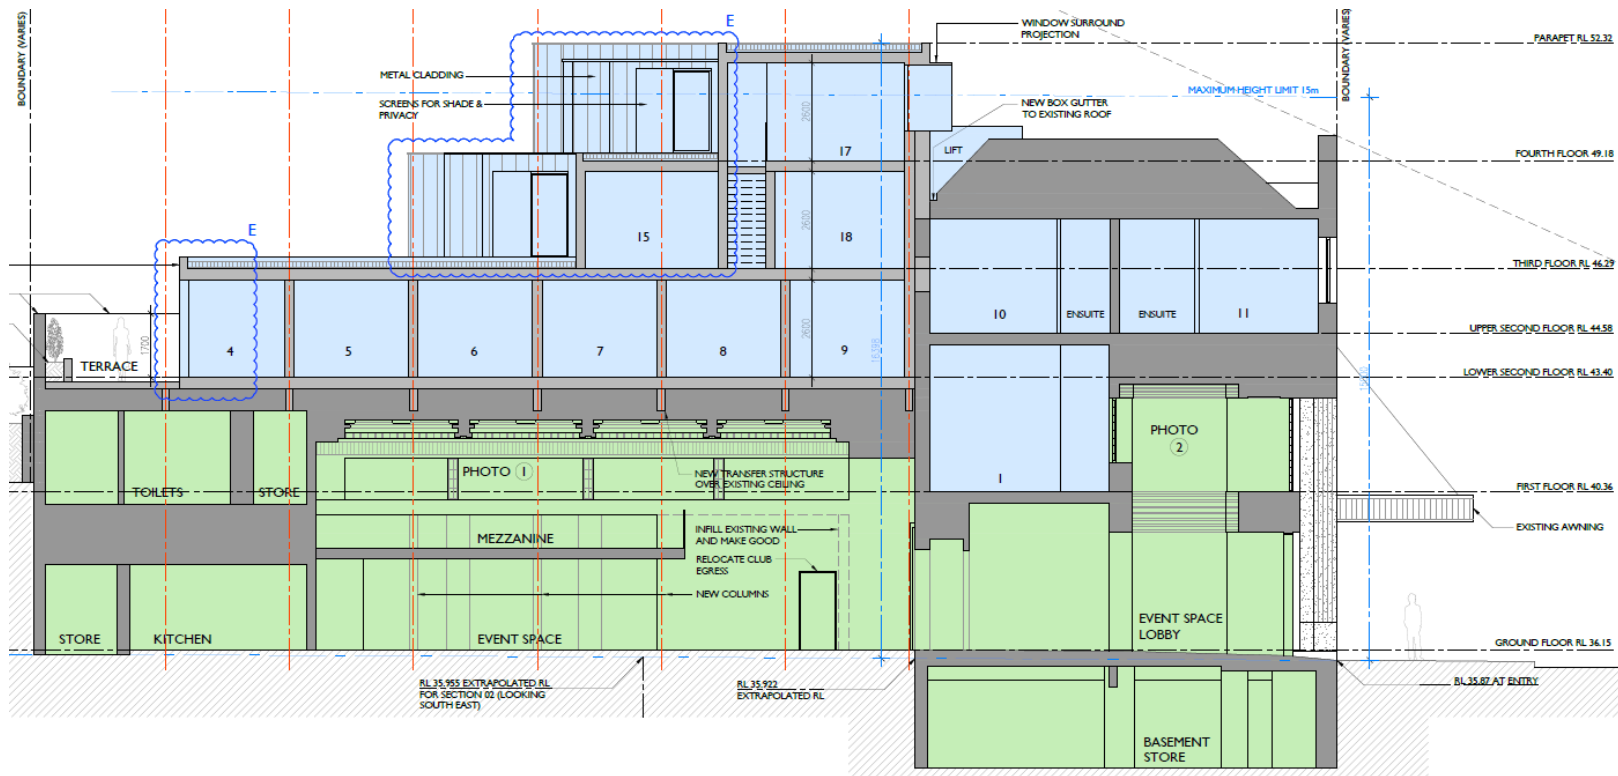 BOUNDARY (VARIES)
E
WINDOW SURROUND
PROJECTION
BOUNDARY (VARIES)
PARAPET RL 52.32
METAL CLADDING
MAXIMUM HEIGHT LIMIT 15m
SCREENS FOR SHADE &
PRIVACY
NEW BOX GUTTER
TO EXISTING ROOF
2600
17
LIFT
FOURTH FLOOR 49.18
E
15
2600
18
THIRD FLOOR RL 46.29
10
ENSUITE
ENSUITE
11
UPPER SECOND FLOOR RL 44.58
1700
2600
16398
4
5
6
7
8
9
TERRACE
LOWER SECOND FLOOR RL 43.40
PHOTO
2
PHOTO 1
NEW TRANSFER STRUCTURE
OVER EXISTING CEILING
1
TOILETS
STORE
FIRST FLOOR RL 40.36
INFILL EXISTING WALL
AND MAKE GOOD
EXISTING AWNING
MEZZANINE
RELOCATE CLUB
EGRESS
NEW COLUMNS
STORE
KITCHEN
EVENT SPACE
EVENT SPACE
LOBBY
GROUND FLOOR RL 36.15
RL 35.955 EXTRAPOLATED RL
FOR SECTION 02 (LOOKING
SOUTH EAST)
RL 35.922
EXTRAPOLATED RL
RL 35.87 AT ENTRY
BASEMENT
STORE